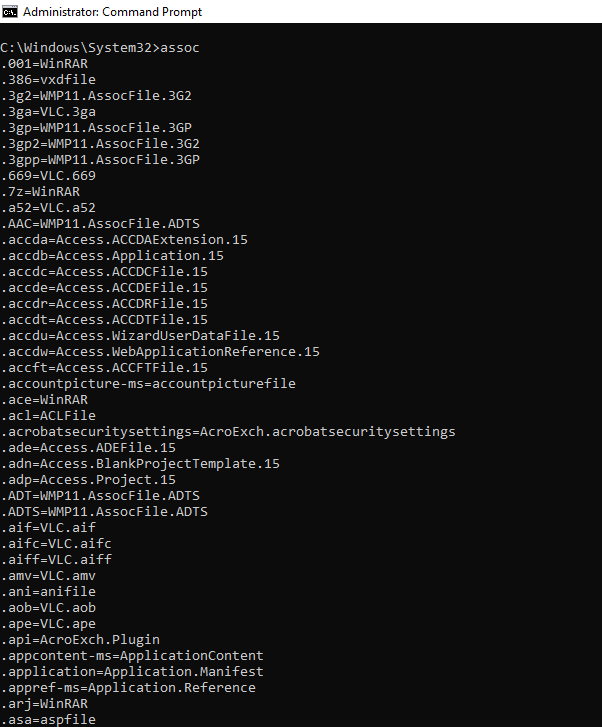 Administrator: Command Prompt
C:\Windows\System32>assoc
.001=WinRAR
.386=vxdfile
.3g2=WMP11.AssocFile.3G2
.3ga=VLC.3ga
.3gp=WMP11.AssocFile.3GP
.3gp2=WMP11.AssocFile.3G2
.3gpp=WMP11.AssocFile.3GP
.669=VLC.669
.7z=WinRAR
.a52=VLC.a52
.AAC=WMP11.AssocFile.ADTS
.accda=Access.ACCDAExtension.15
.accdb=Access.Application.15
.accdc=Access.ACCDCFile.15
.accde=Access.ACCDEFile.15
.accdr=Access.ACCDRFile.15
.accdt=Access.ACCDTFile.15
.accdu=Access.WizardUserDataFile.15
.accdw=Access.WebApplicationReference.15
.accft=Access.ACCFTFile.15
.accountpicture-ms=accountpicturefile
.ace=WinRAR
.acl=ACLFile
.acrobatsecuritysettings=AcroExch.acrobatsecuritysettings
.ade=Access.ADEFile.15
.adn=Access.BlankProjectTemplate.15
.adp=Access.Project.15
.ADT=WMP11.AssocFile.ADTS
.ADTS=WMP11.AssocFile.ADTS
.aif=VLC.aif
.aifc=VLC.aifc
.aiff=VLC.aiff
.amv=VLC.amv
.ani=anifile
.aob=VLC.aob
.ape=VLC.ape
.api=AcroExch.Plugin
.appcontent-ms=ApplicationContent
.application=Application.Manifest
.appref-ms=Application.Reference
.arj=WinRAR
.asa=aspfile